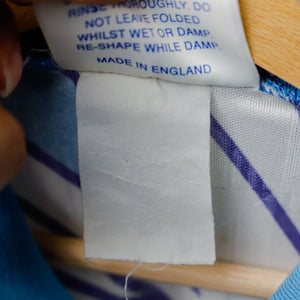 RINSE THOROUGHLY. DO
NOT LEAVE FOLDED
WHILST WET OR DAMP.
RE-SHAPE WHILE DAMP.
MADE IN ENGLAND